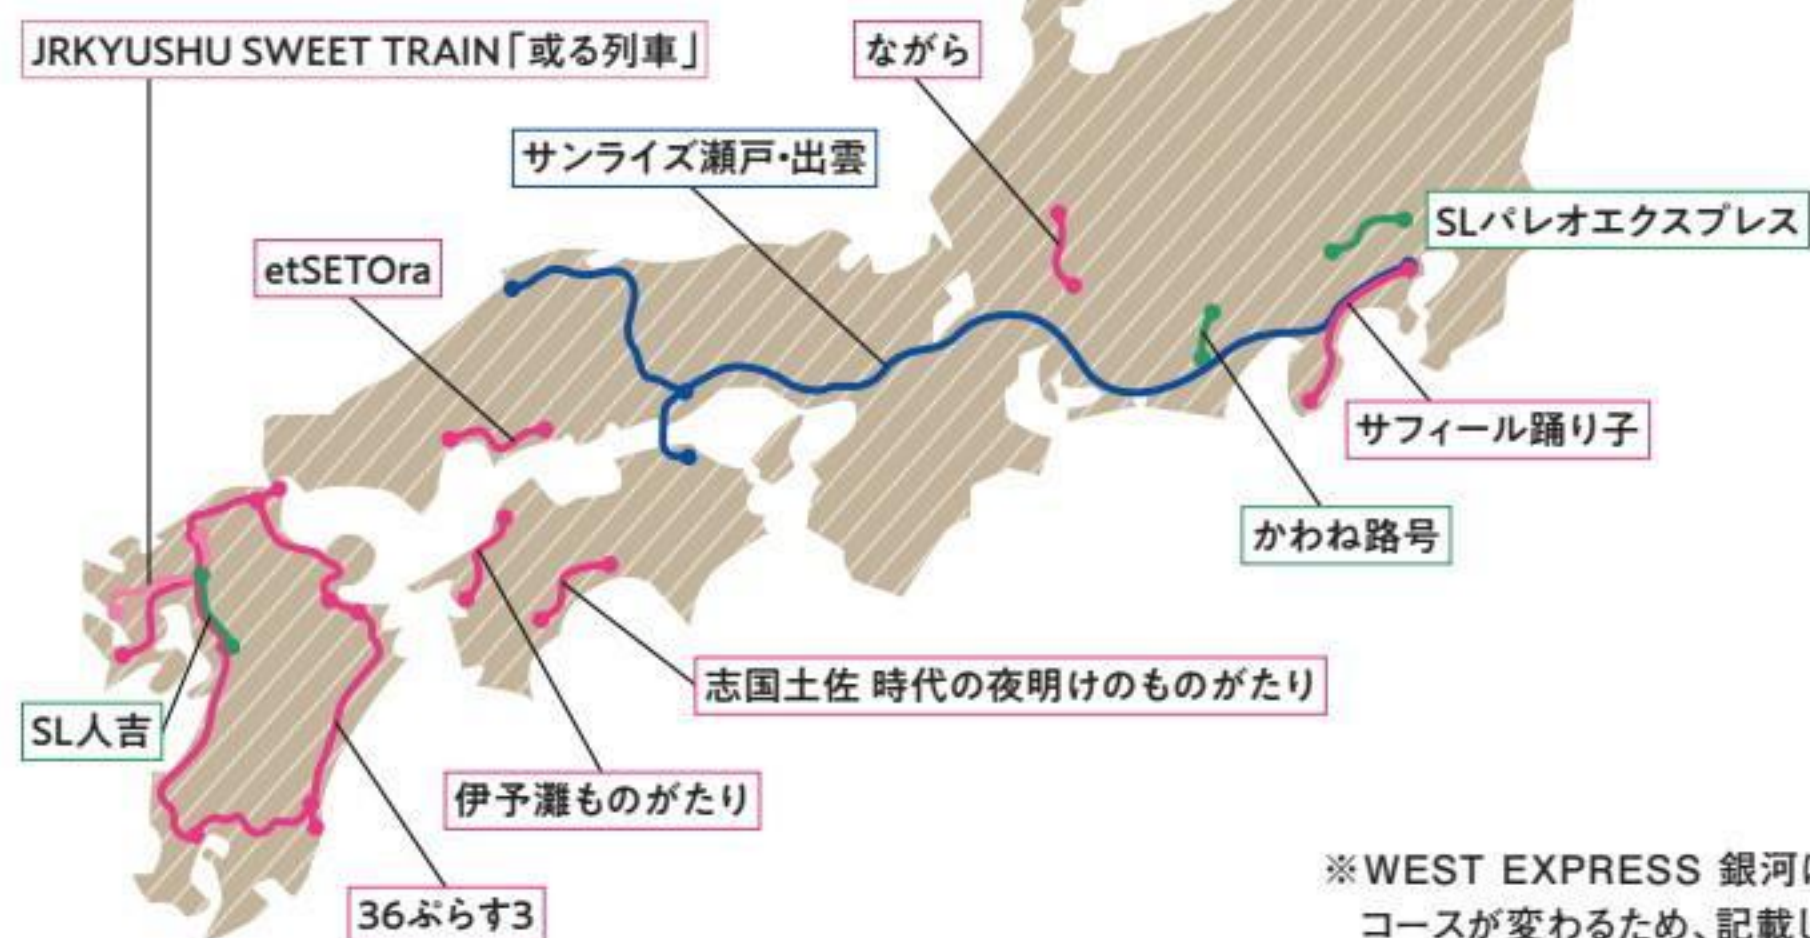 JRKYUSHU SWEET TRAIN「或る列車」
ながら
サンライズ瀬戸・出雲
SLパレオエクスプレス
etSETOra
サフィール踊り子
かわね路号
志国土佐 時代の夜明けのものがたり
SL人吉
伊予灘ものがたり
36ぷらす3
※WEST EXPRESS 銀河
コースが変わるため、記載